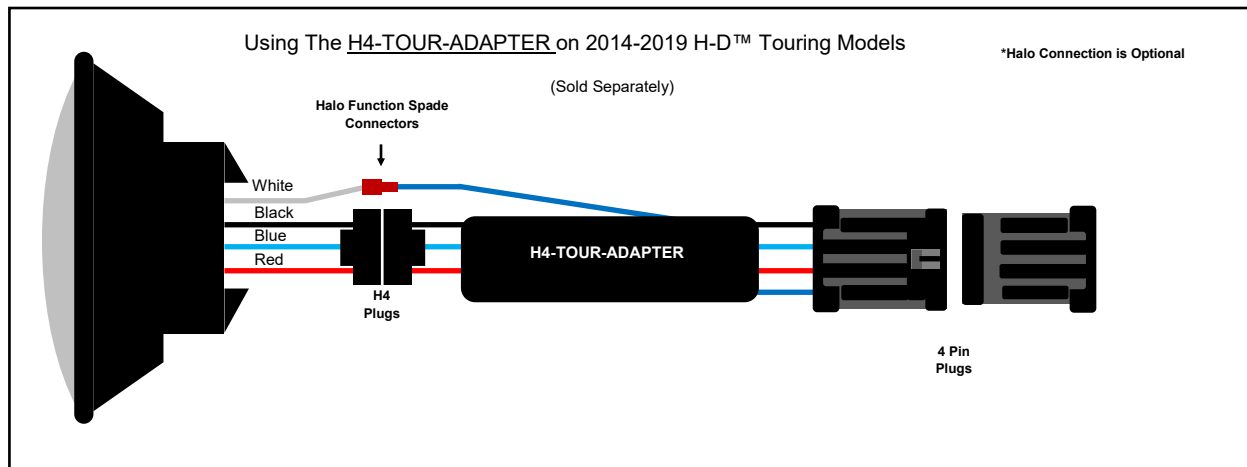 Using The H4-TOUR-ADAPTER on 2014-2019 H-D™ Touring Models
*Halo Connection is Optional
(Sold Separately)
Halo Function Spade
Connectors
White
Black
Blue
Red
H4-TOUR-ADAPTER
H4
Plugs
4 Pin
Plugs